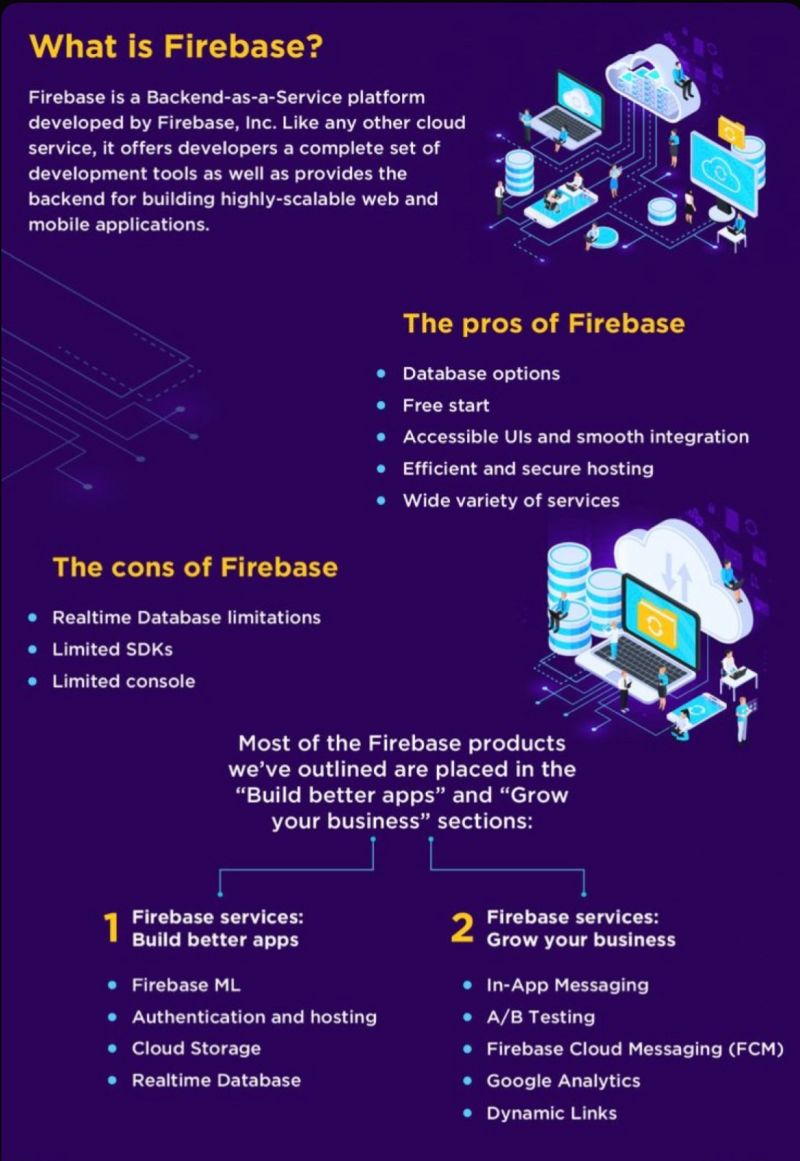 What is Firebase?
Firebase is a Backend-as-a-Service platform
developed by Firebase, Inc. Like any other cloud
service, it offers developers a complete set of
development tools as well as provides the
backend for building highly-scalable web and
mobile applications.
The pros of Firebase
Database options
Free start
Accessible UIs and smooth integration
Efficient and secure hosting
Wide variety of services
The cons of Firebase
Realtime Database limitations
Limited SDKs
Limited console
Most of the Firebase products
we’ve outlined are placed in the
“Build better apps” and “Grow
your business” sections:
1 Firebase services:
Build better apps
Firebase ML
Authentication and hosting
Cloud Storage
Realtime Database
2 Firebase services:
Grow your business
In-App Messaging
A/B Testing
Firebase Cloud Messaging (FCM)
Google Analytics
Dynamic Links